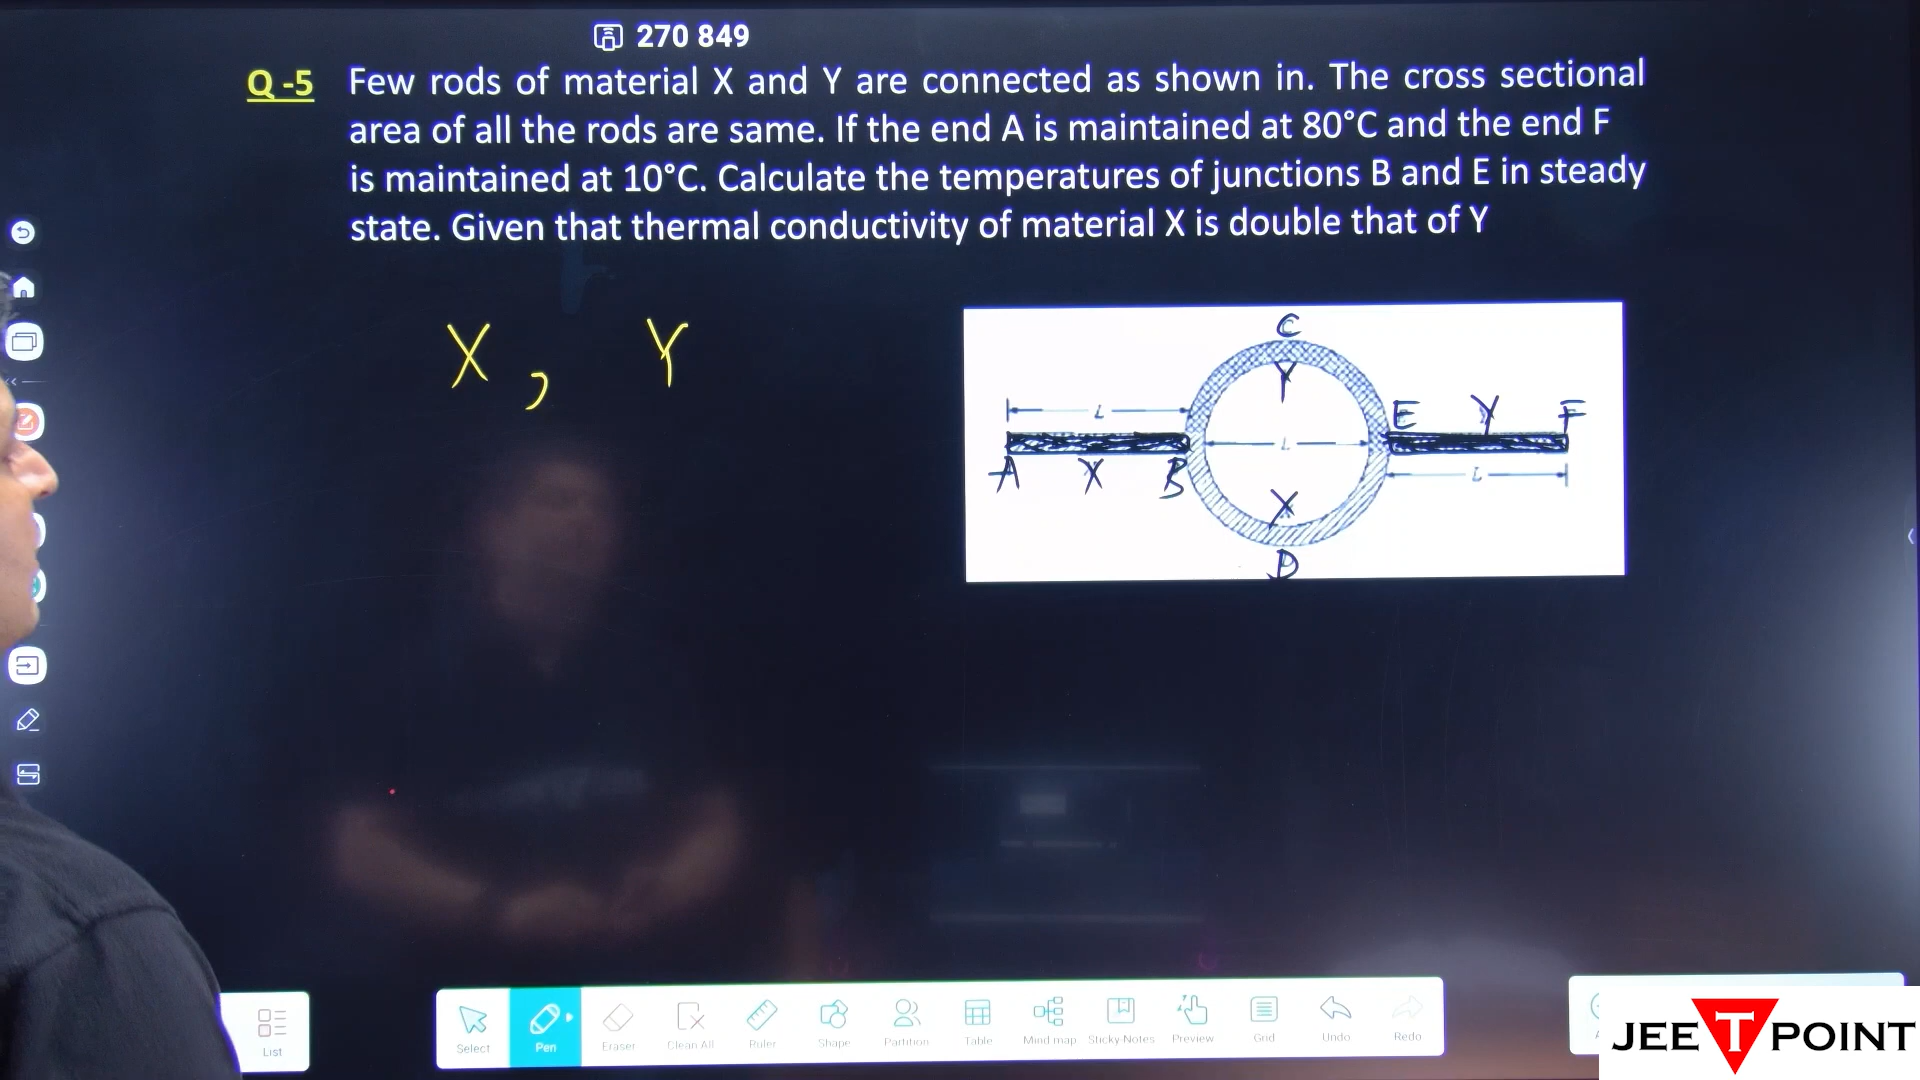 270 849
Q -5 Few rods of material X and Y are connected as shown in. The cross sectional
area of all the rods are same. If the end A is maintained at 80°C and the end F
is maintained at 10°C. Calculate the temperatures of junctions B and E in steady
state. Given that thermal conductivity of material X is double that of Y
X , Y
C
Y
L
E Y F
L
A X B
L
X
D
List
Select
Pen
Eraser
Clean All
Ruler
Shape
Partition
Table
Mind map
Sticky Notes
Preview
Grid
Undo
Redo
JEE T POINT